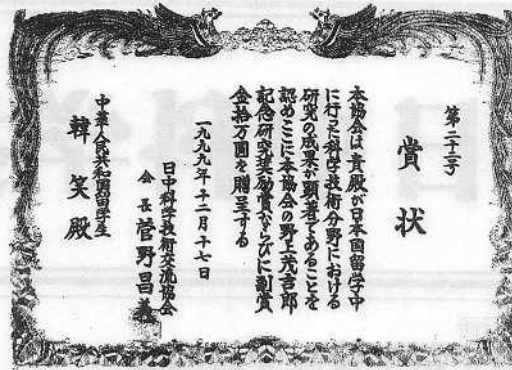 第二十二号
賞状
本協会は貴殿が日本国留学中
に行った科学技術分野における
研究の成果が顕著であることを
認めここに本協会の野上茂吉郎
記念研究奨励賞ならびに副賞
金拾万圓を贈呈する
一九九九年十二月十七日
日中科学技術交流協会
会長 菅野昌義
中華人民共和国留学生
韓笑殿